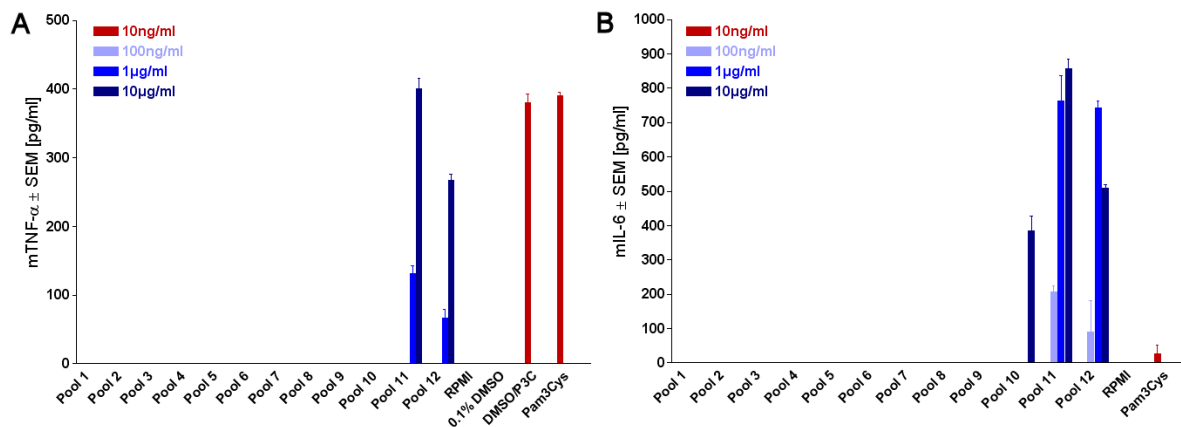 A
mTNF-α ± SEM [pg/ml]
500
400
300
200
100
0
10ng/ml
100ng/ml
1µg/ml
10µg/ml
Pool 1
Pool 2
Pool 3
Pool 4
Pool 5
Pool 6
Pool 7
Pool 8
Pool 9
Pool 10
Pool 11
Pool 12
RPMI
0.1% DMSO
DMSO/P3C
Pam3Cys
B
mIL-6 ± SEM [pg/ml]
1000
900
800
700
600
500
400
300
200
100
0
10ng/ml
100ng/ml
1µg/ml
10µg/ml
Pool 1
Pool 2
Pool 3
Pool 4
Pool 5
Pool 6
Pool 7
Pool 8
Pool 9
Pool 10
Pool 11
Pool 12
RPMI
Pam3Cys